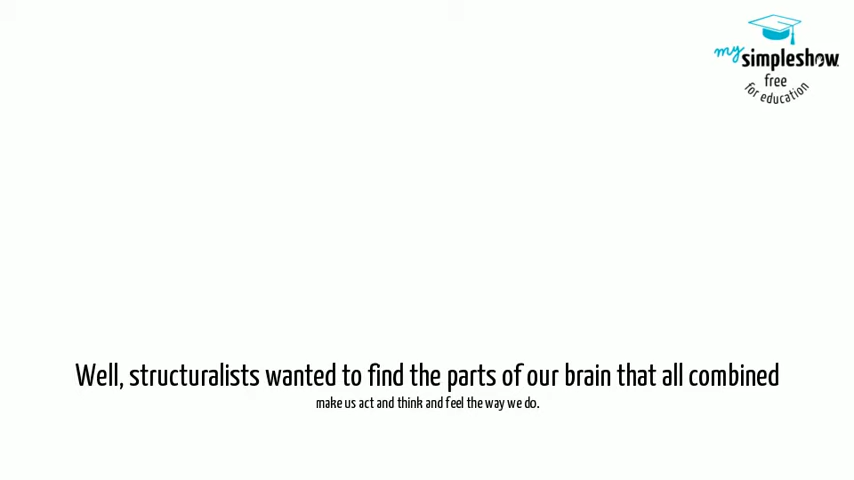 my simpleshow
free
for education
Well, structuralists wanted to find the parts of our brain that all combined
make us act and think and feel the way we do.